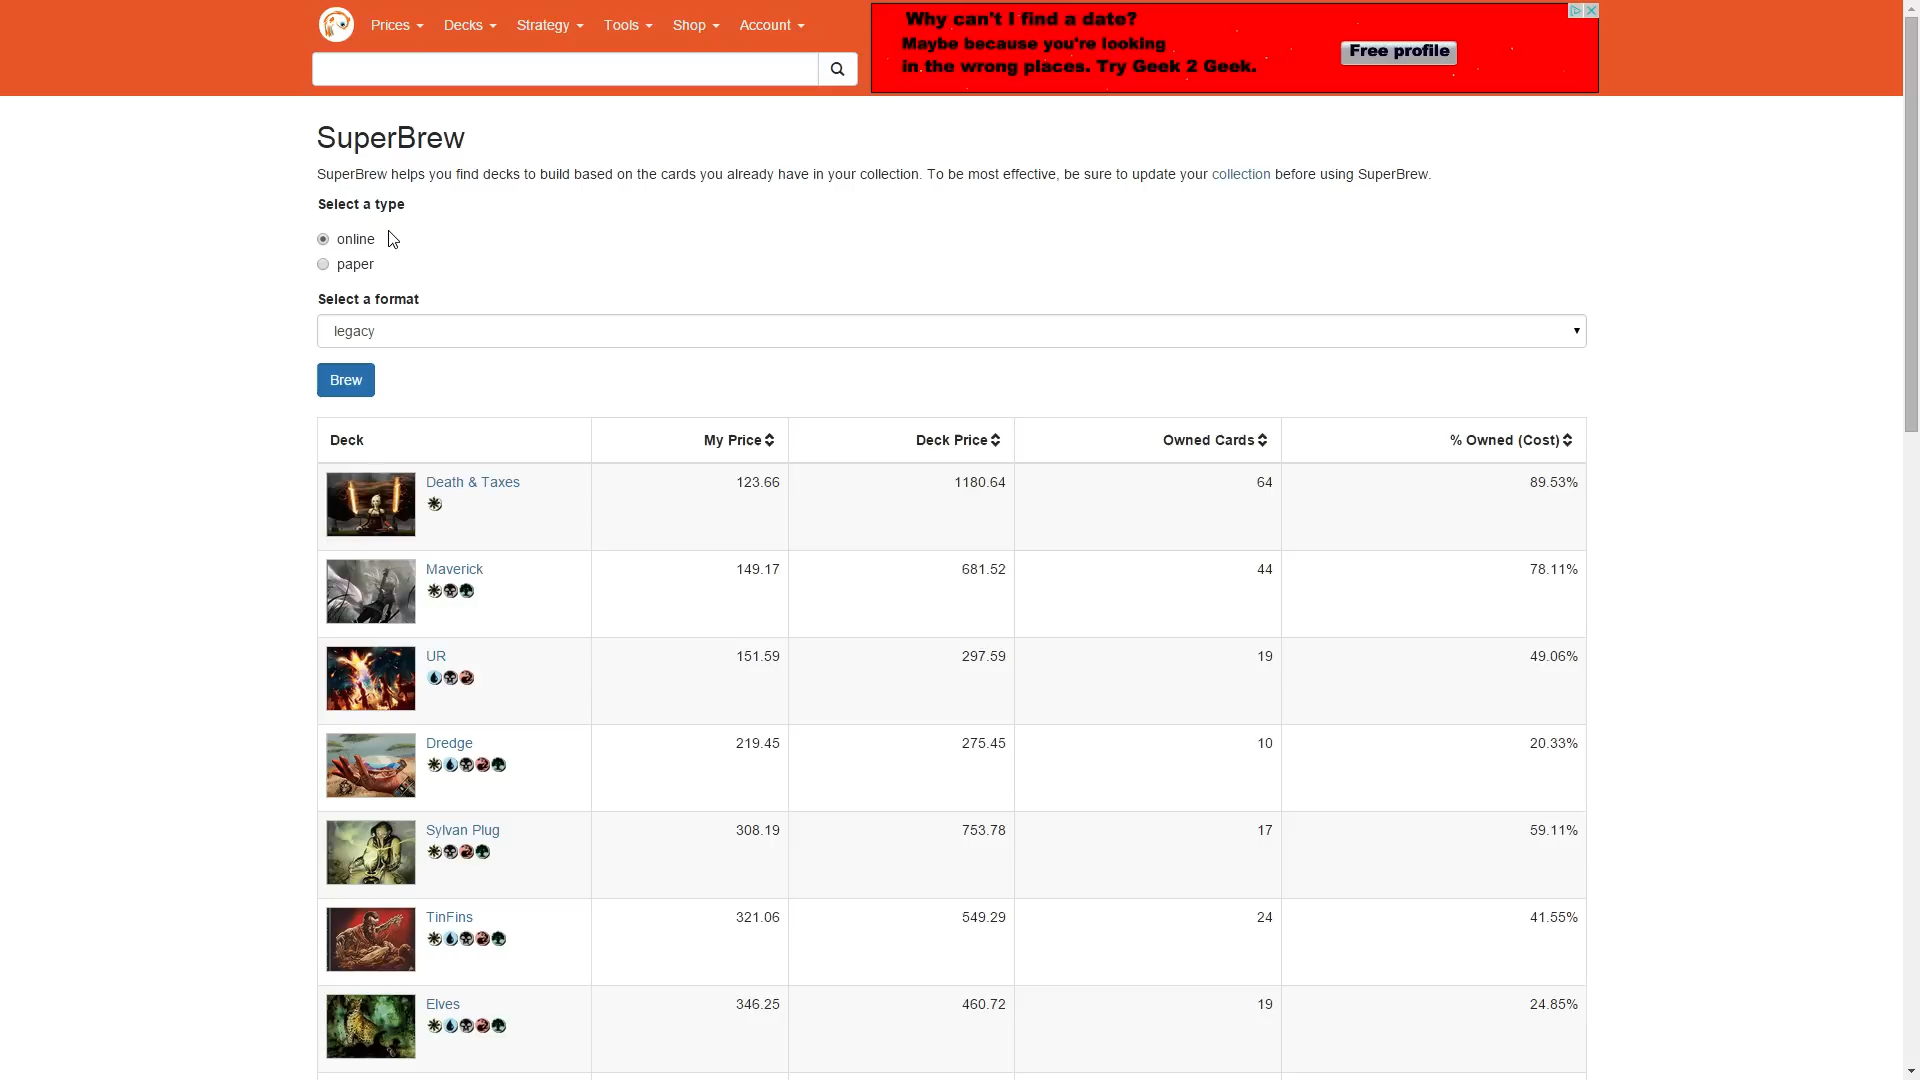 Prices Decks Strategy Tools Shop Account
Why can't I find a date?
Maybe because you're looking
in the wrong places. Try Geek 2 Geek.
Free profile
SuperBrew
SuperBrew helps you find decks to build based on the cards you already have in your collection. To be most effective, be sure to update your collection before using SuperBrew.
Select a type
online
paper
Select a format
legacy
Brew
Deck My Price Deck Price Owned Cards % Owned (Cost)
Death & Taxes 123.66 1180.64 64 89.53%
Maverick 149.17 681.52 44 78.11%
UR 151.59 297.59 19 49.06%
Dredge 219.45 275.45 10 20.33%
Sylvan Plug 308.19 753.78 17 59.11%
TinFins 321.06 549.29 24 41.55%
Elves 346.25 460.72 19 24.85%